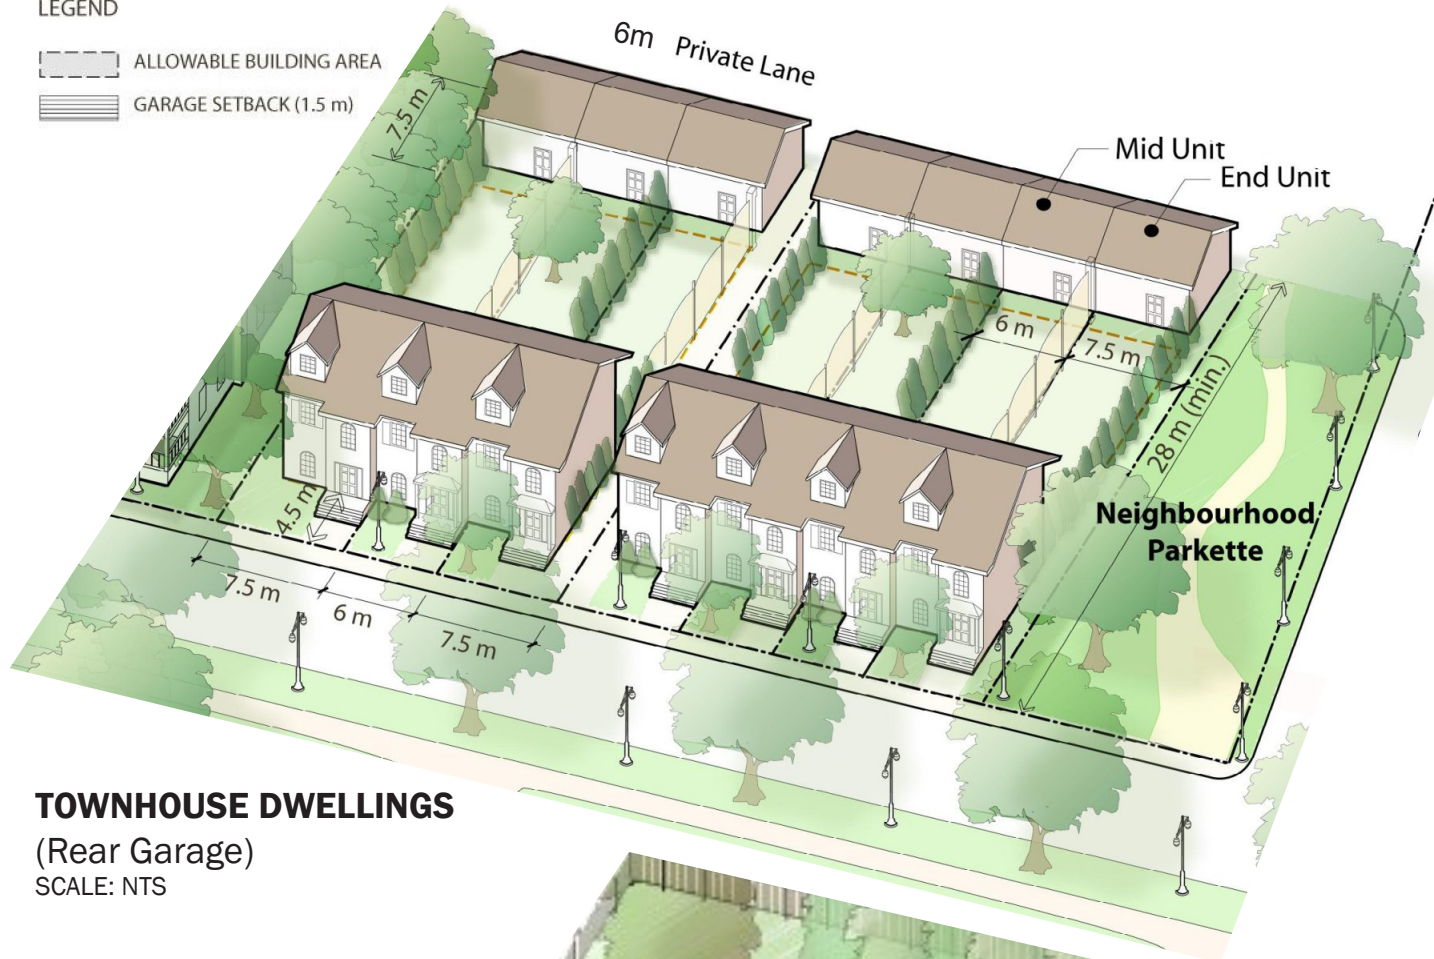 LEGEND
ALLOWABLE BUILDING AREA
GARAGE SETBACK (1.5 m)
6m Private Lane
7.5 m
Mid Unit
End Unit
6 m
7.5 m
28 m (min.)
4.5 m
Neighbourhood
Parkette
7.5 m
6 m
7.5 m
TOWNHOUSE DWELLINGS
(Rear Garage)
SCALE: NTS